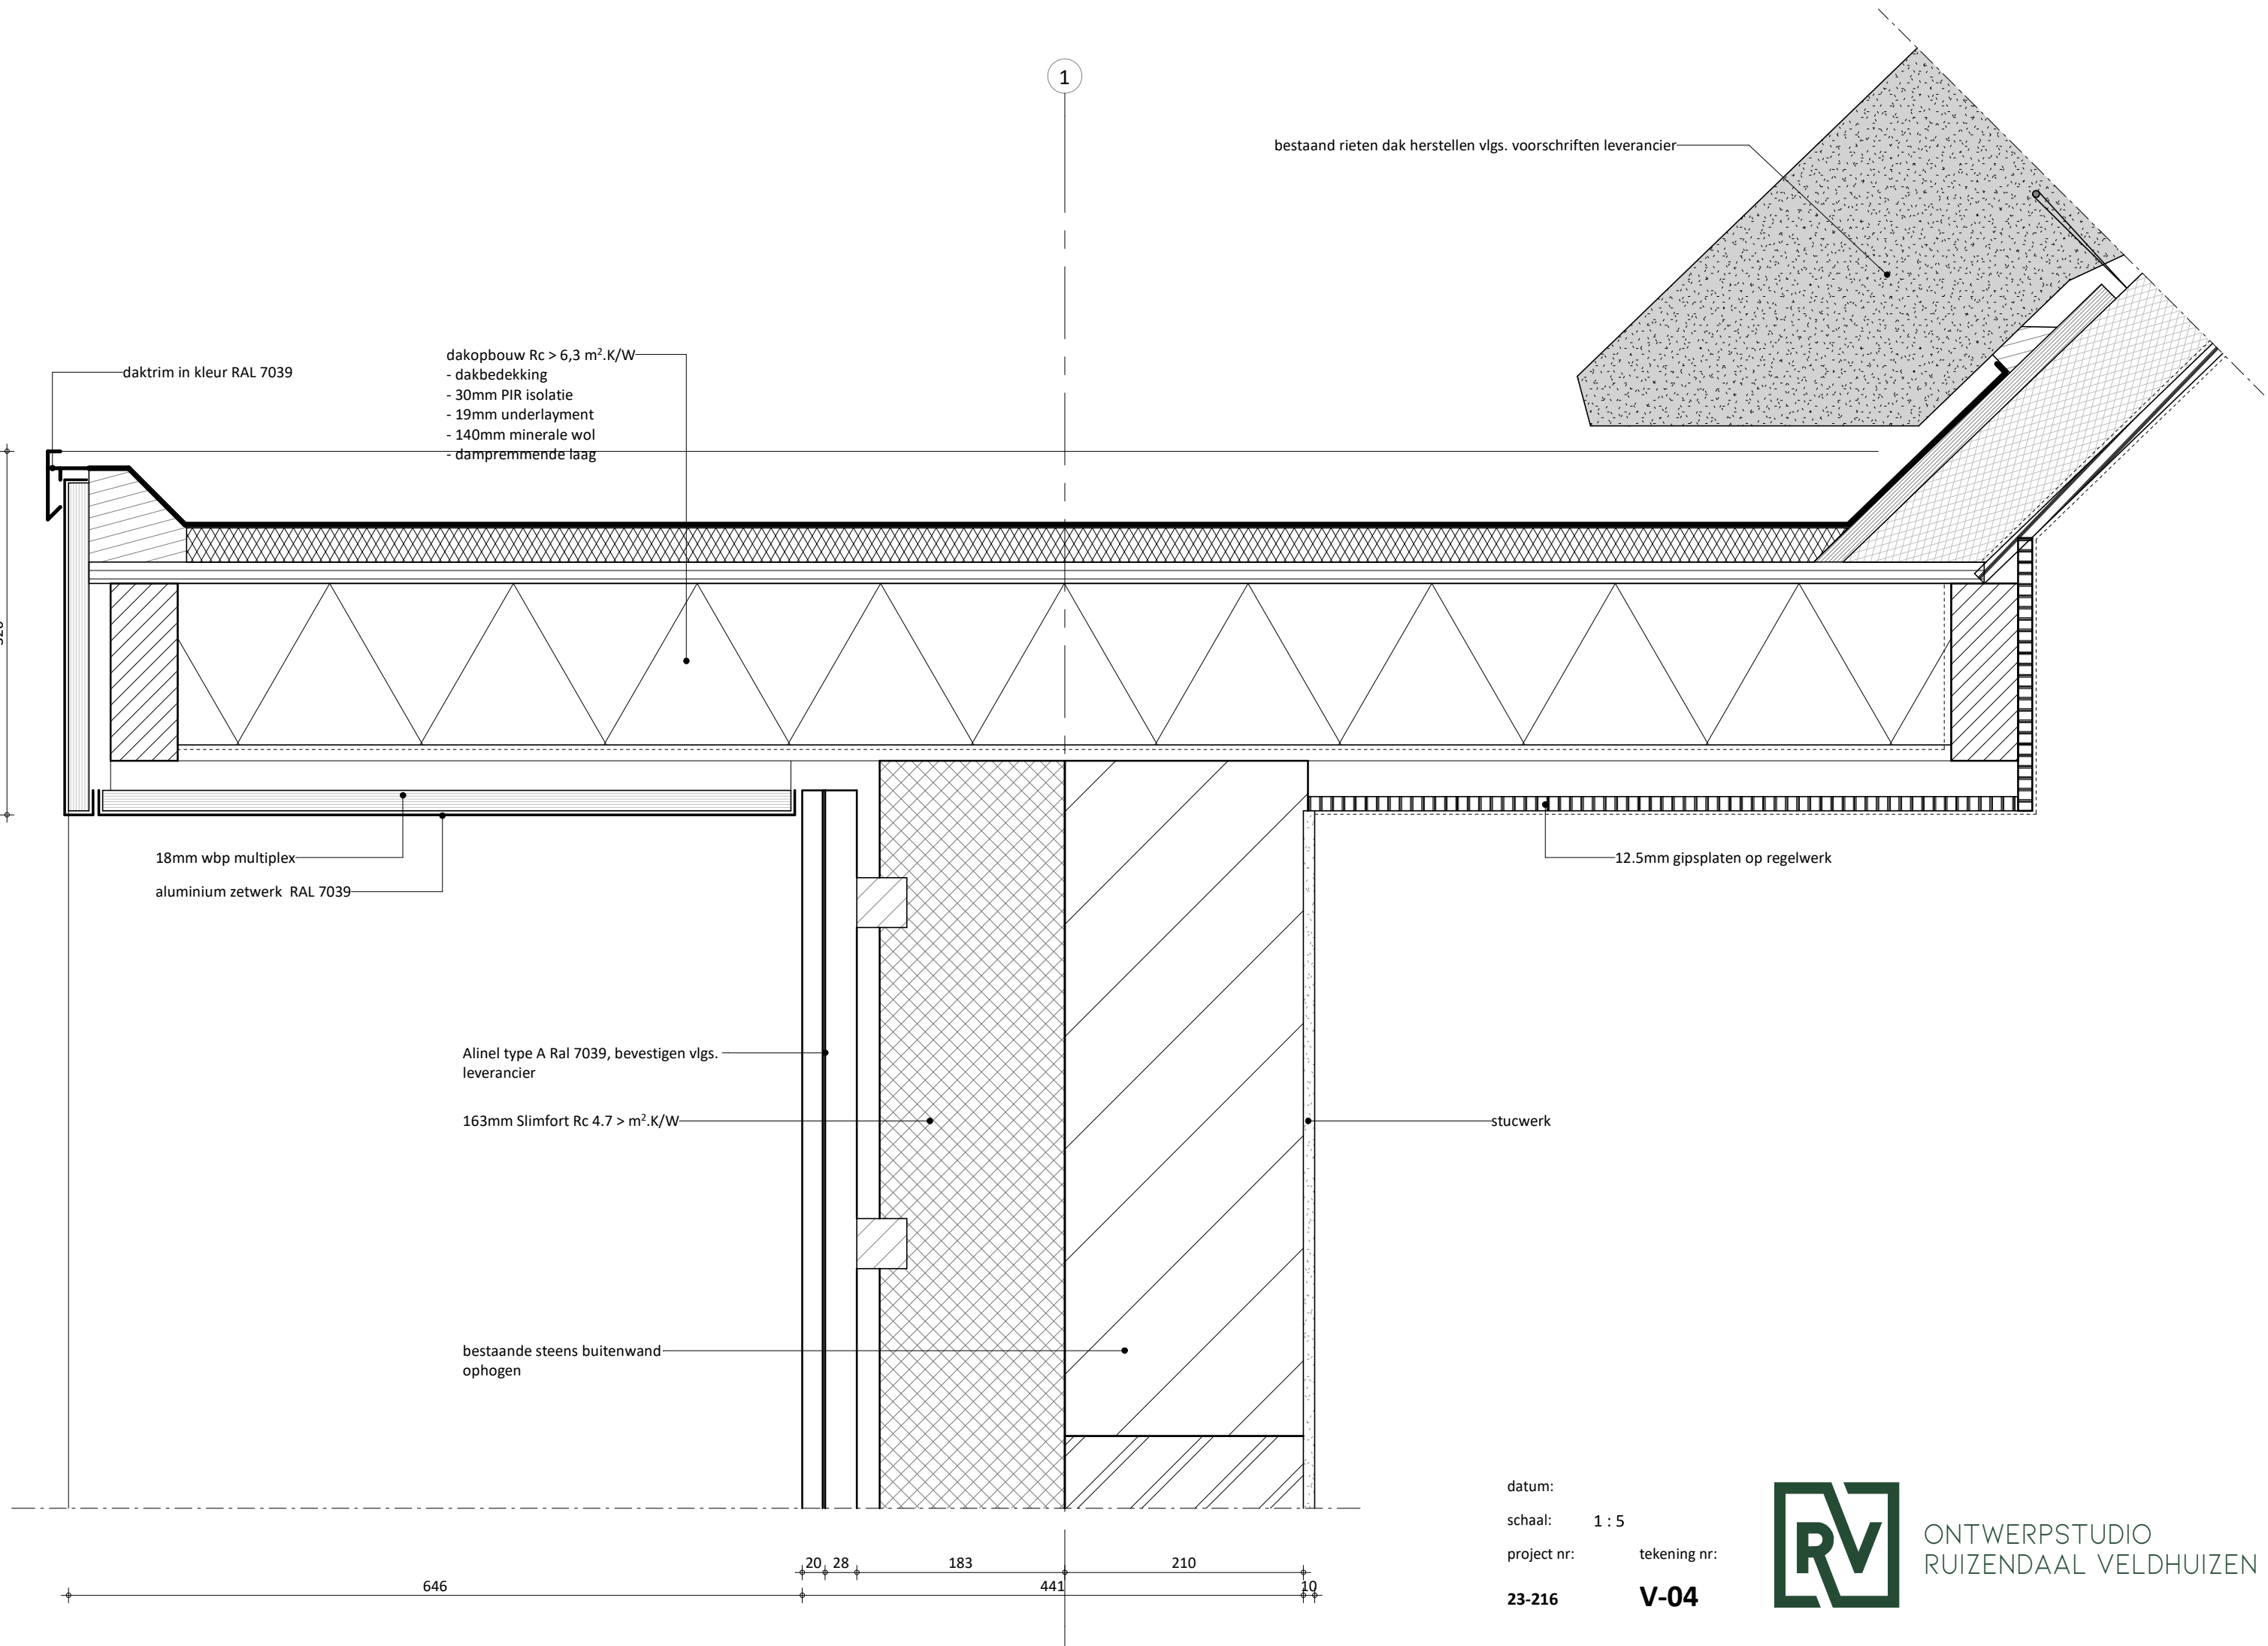 1
bestaand rieten dak herstellen vlgs. voorschriften leverancier
daktrim in kleur RAL 7039
dakopbouw Rc > 6,3 m².K/W
- dakbedekking
- 30mm PIR isolatie
- 19mm underlayment
- 140mm minerale wol
- dampremmende laag
18mm wbp multiplex
aluminium zetwerk RAL 7039
12.5mm gipsplaten op regelwerk
Alinel type A Ral 7039, bevestigen vlgs.
leverancier
163mm Slimfort Rc 4.7 > m².K/W
stucwerk
bestaande steens buitenwand
ophogen
20 28 183 210
646 441 10
datum:
schaal: 1 : 5
project nr: tekening nr:
23-216 V-04
RV
ONTWERPSTUDIO
RUIZENDAAL VELDHUIZEN